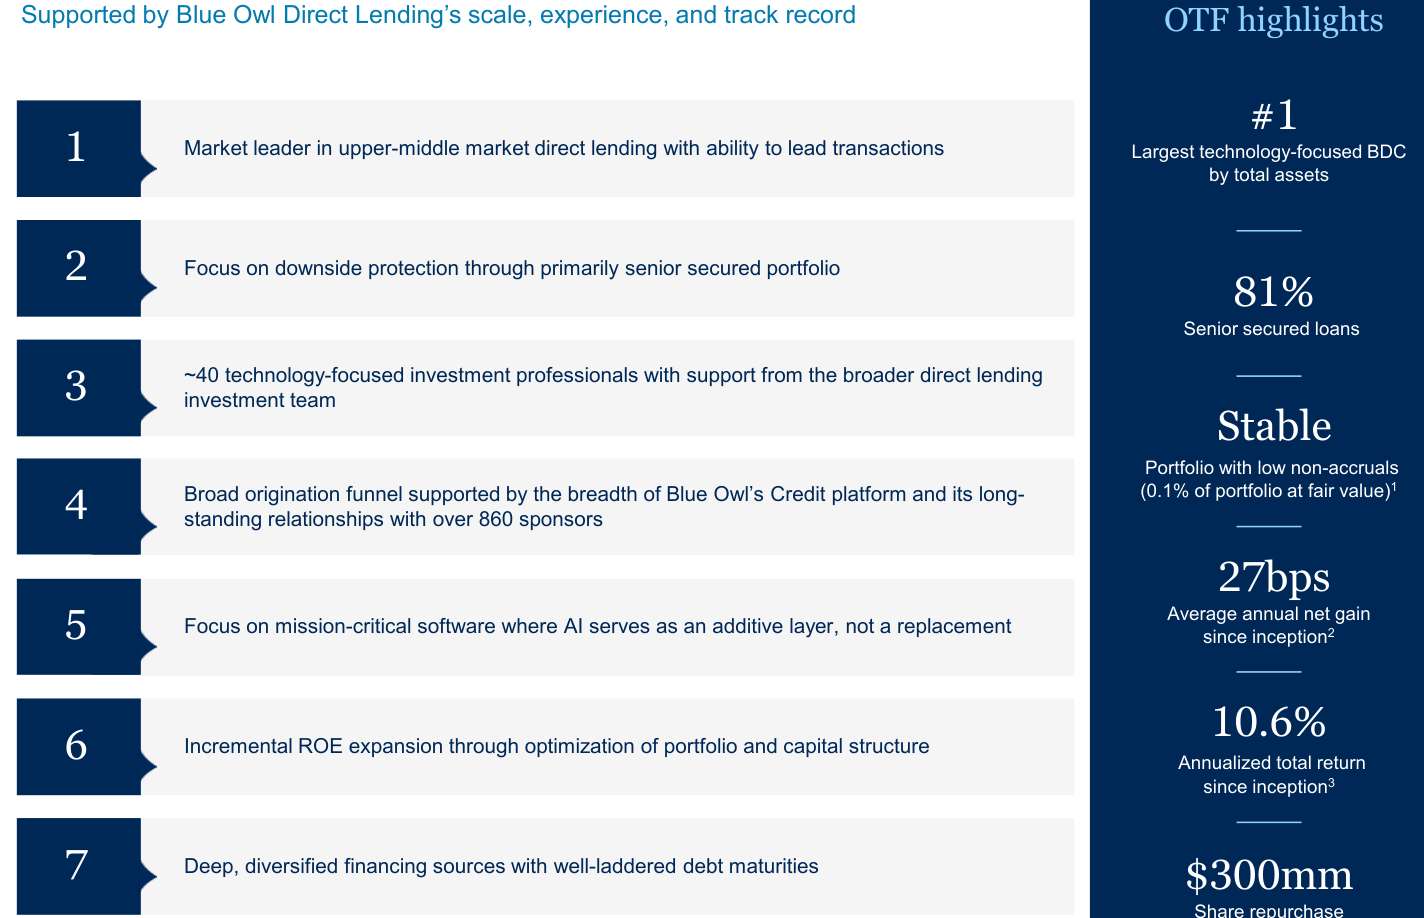 Supported by Blue Owl Direct Lending’s scale, experience, and track record
1
Market leader in upper-middle market direct lending with ability to lead transactions
2
Focus on downside protection through primarily senior secured portfolio
3
~40 technology-focused investment professionals with support from the broader direct lending
investment team
4
Broad origination funnel supported by the breadth of Blue Owl’s Credit platform and its long-
standing relationships with over 860 sponsors
5
Focus on mission-critical software where AI serves as an additive layer, not a replacement
6
Incremental ROE expansion through optimization of portfolio and capital structure
7
Deep, diversified financing sources with well-laddered debt maturities
OTF highlights
#1
Largest technology-focused BDC
by total assets
81%
Senior secured loans
Stable
Portfolio with low non-accruals
(0.1% of portfolio at fair value)¹
27bps
Average annual net gain
since inception²
10.6%
Annualized total return
since inception³
$300mm
Share repurchase